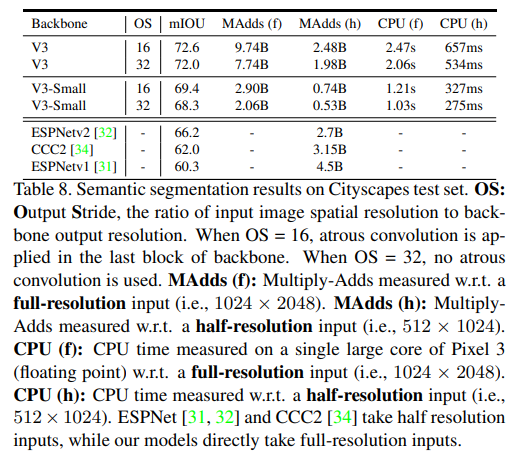 Backbone OS mIOU MAdds (f) MAdds (h) CPU (f) CPU (h)
V3 16 72.6 9.74B 2.48B 2.47s 657ms
V3 32 72.0 7.74B 1.98B 2.06s 534ms
V3-Small 16 69.4 2.90B 0.74B 1.21s 327ms
V3-Small 32 68.3 2.06B 0.53B 1.03s 275ms
ESPNetv2 [32] - 66.2 - 2.7B - -
CCC2 [34] - 62.0 - 3.15B - -
ESPNetv1 [31] - 60.3 - 4.5B - -
Table 8. Semantic segmentation results on Cityscapes test set. OS:
Output Stride, the ratio of input image spatial resolution to back-
bone output resolution. When OS = 16, atrous convolution is ap-
plied in the last block of backbone. When OS = 32, no atrous
convolution is used. MAdds (f): Multiply-Adds measured w.r.t. a
full-resolution input (i.e., 1024 × 2048). MAdds (h): Multiply-
Adds measured w.r.t. a half-resolution input (i.e., 512 × 1024).
CPU (f): CPU time measured on a single large core of Pixel 3
(floating point) w.r.t. a full-resolution input (i.e., 1024 × 2048).
CPU (h): CPU time measured w.r.t. a half-resolution input (i.e.,
512 × 1024). ESPNet [31, 32] and CCC2 [34] take half resolution
inputs, while our models directly take full-resolution inputs.